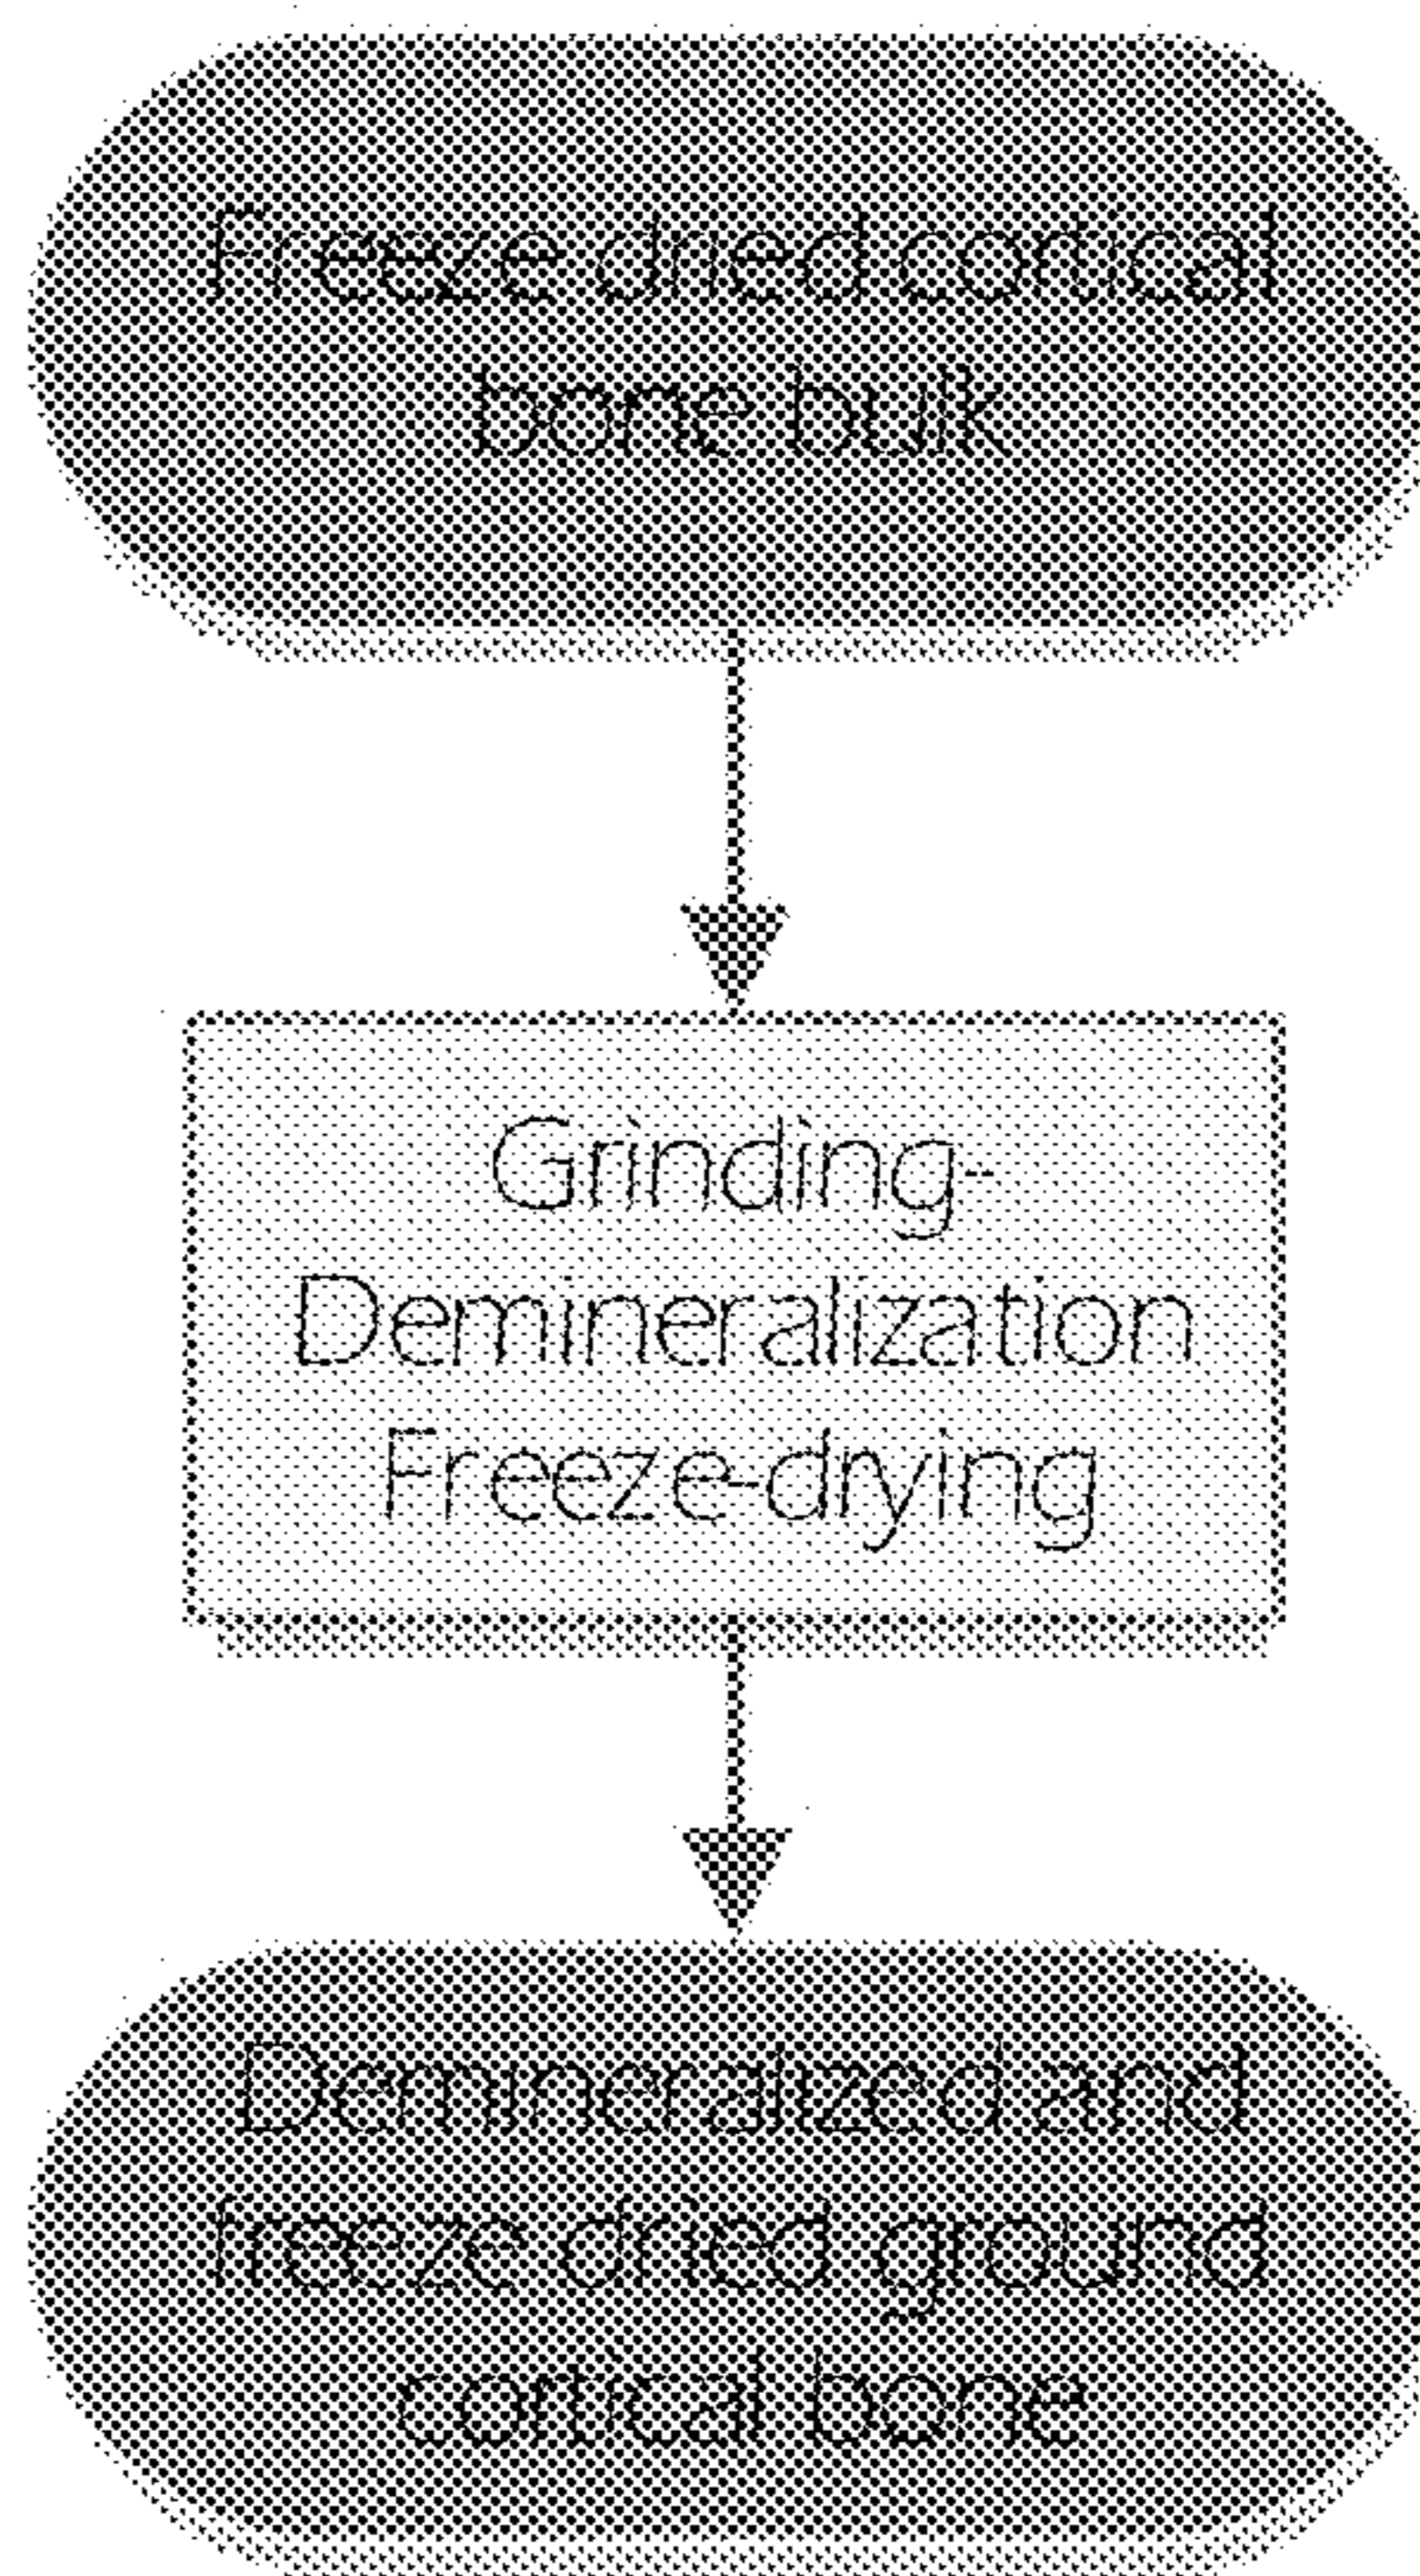 Freeze dried cortical
bone bulk
Grinding-
Demineralization
Freeze-drying
Demineralized and
freeze dried ground
cortical bone